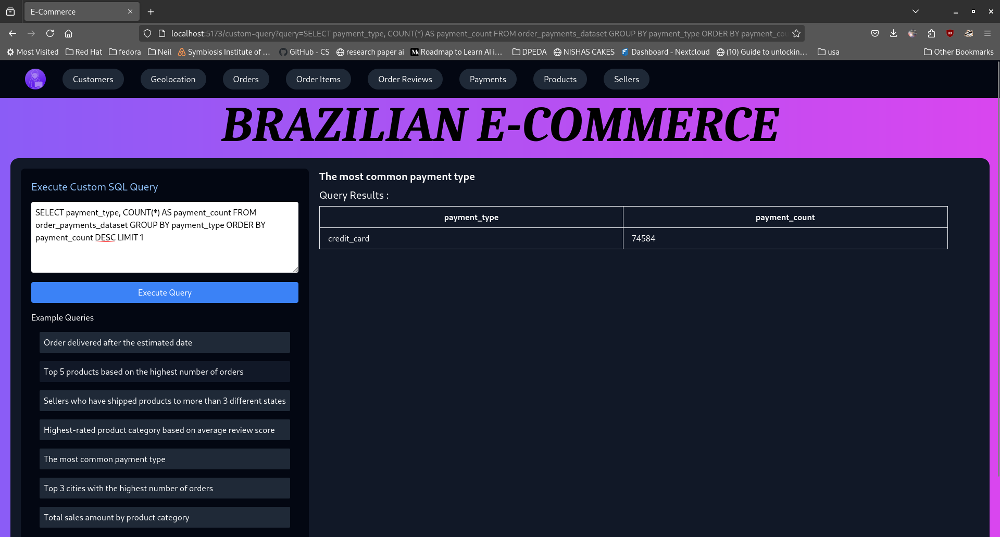 E-Commerce
localhost:5173/custom-query?query=SELECT payment_type, COUNT(*) AS payment_count FROM order_payments_dataset GROUP BY payment_type ORDER BY payment_cou
Most Visited Red Hat fedora Neil Symbiosis Institute of … GitHub - CS research paper ai Roadmap to Learn AI i… DPEDA NISHAS CAKES Dashboard - Nextcloud (10) Guide to unlockin… usa Other Bookmarks
Customers Geolocation Orders Order Items Order Reviews Payments Products Sellers
BRAZILIAN E-COMMERCE
Execute Custom SQL Query
SELECT payment_type, COUNT(*) AS payment_count FROM
order_payments_dataset GROUP BY payment_type ORDER BY
payment_count DESC LIMIT 1
Execute Query
Example Queries
Order delivered after the estimated date
Top 5 products based on the highest number of orders
Sellers who have shipped products to more than 3 different states
Highest-rated product category based on average review score
The most common payment type
Top 3 cities with the highest number of orders
Total sales amount by product category
The most common payment type
Query Results :
payment_type payment_count
credit_card 74584